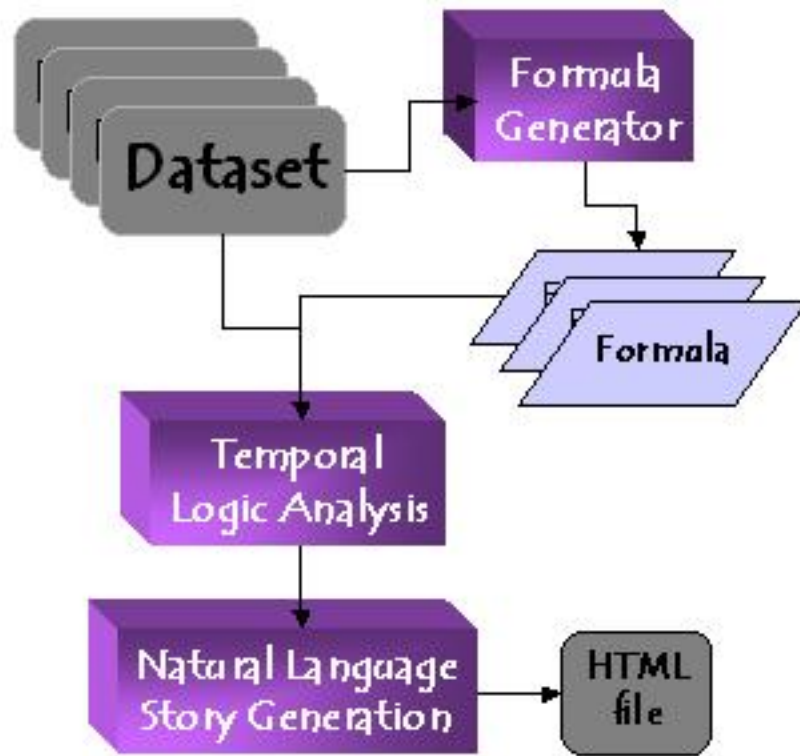 Dataset
Formula
Generator
Formula
Temporal
Logic Analysis
Natural Language
Story Generation
HTML
file